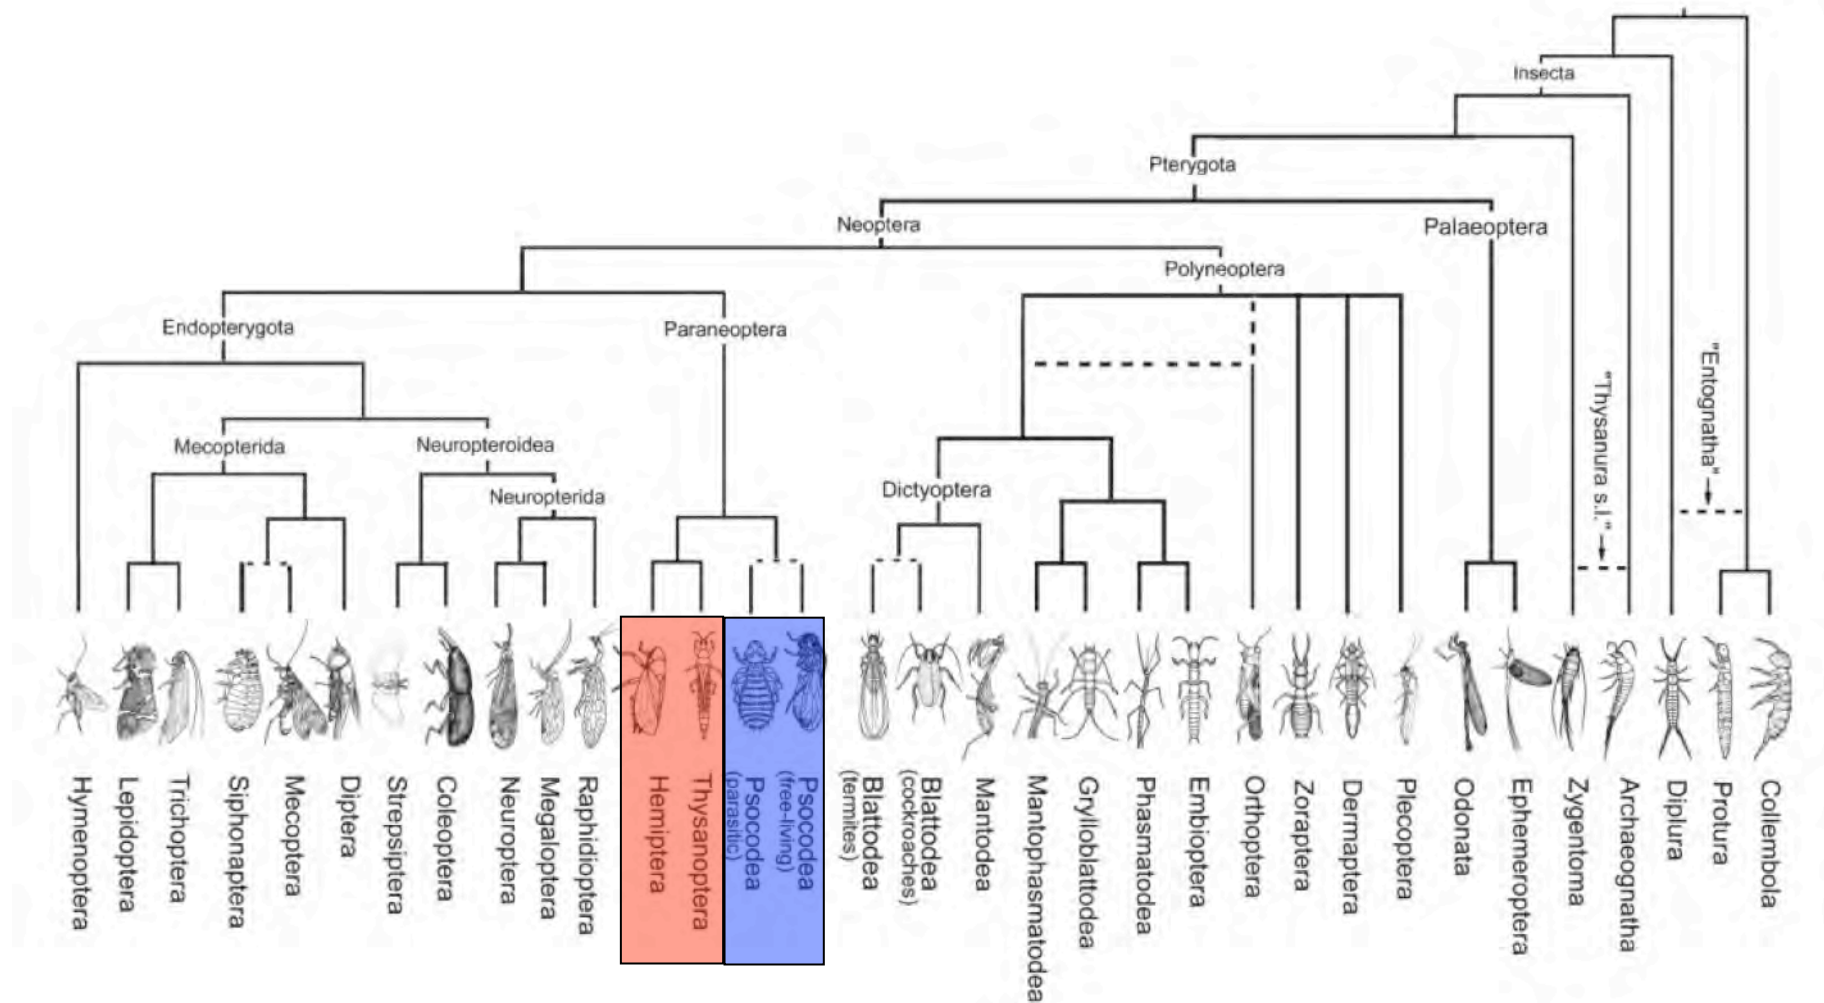 Insecta
Pterygota
Neoptera
Palaeoptera
Polyneoptera
Endopterygota
Paraneoptera
"Thysanura s.l."
"Entognatha"
Mecopterida
Neuropteroidea
Neuropterida
Dictyoptera
Hymenoptera
Lepidoptera
Trichoptera
Siphonaptera
Mecoptera
Diptera
Strepsiptera
Coleoptera
Neuroptera
Megaloptera
Raphidioptera
Hemiptera
Thysanoptera
Psocodea
(parasitic)
Psocodea
(free-living)
Blattodea
(termites)
Blattodea
(cockroaches)
Mantodea
Mantophasmatodea
Grylloblattodea
Phasmatodea
Embioptera
Orthoptera
Zoraptera
Dermaptera
Plecoptera
Odonata
Ephemeroptera
Zygentoma
Archaeognatha
Diplura
Protura
Collembola